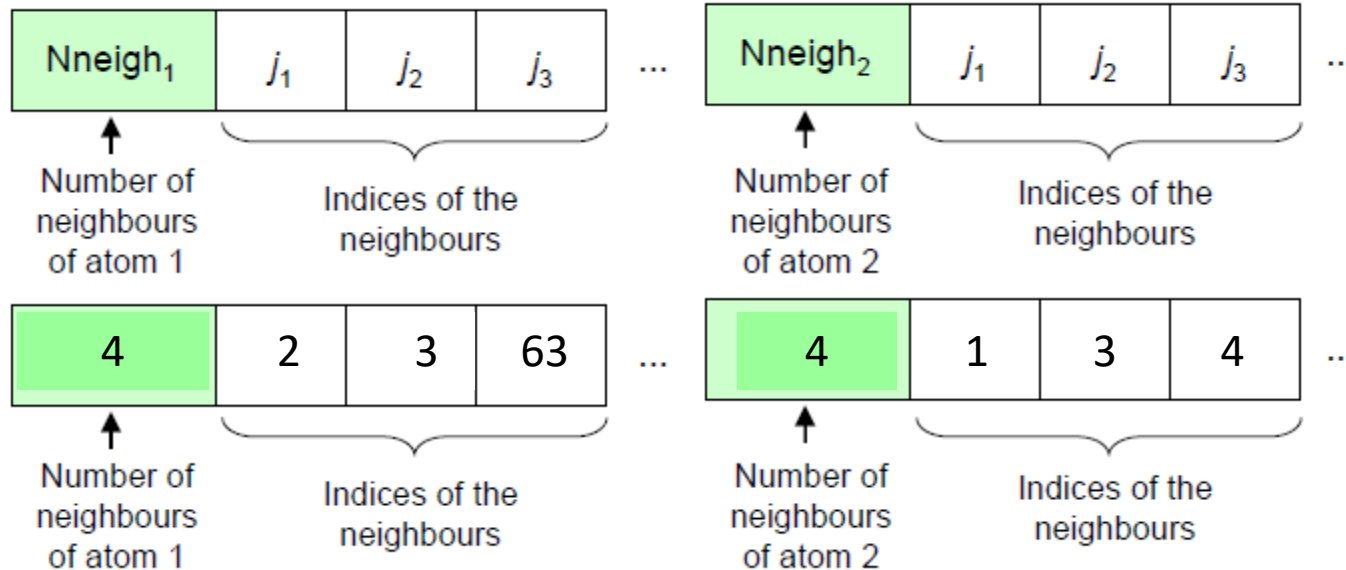 Nneigh₁ j₁ j₂ j₃ ... Nneigh₂ j₁ j₂ j₃ ..
Number of
neighbours
of atom 1
Indices of the
neighbours
Number of
neighbours
of atom 2
Indices of the
neighbours
4 2 3 63 ... 4 1 3 4 ..
Number of
neighbours
of atom 1
Indices of the
neighbours
Number of
neighbours
of atom 2
Indices of the
neighbours